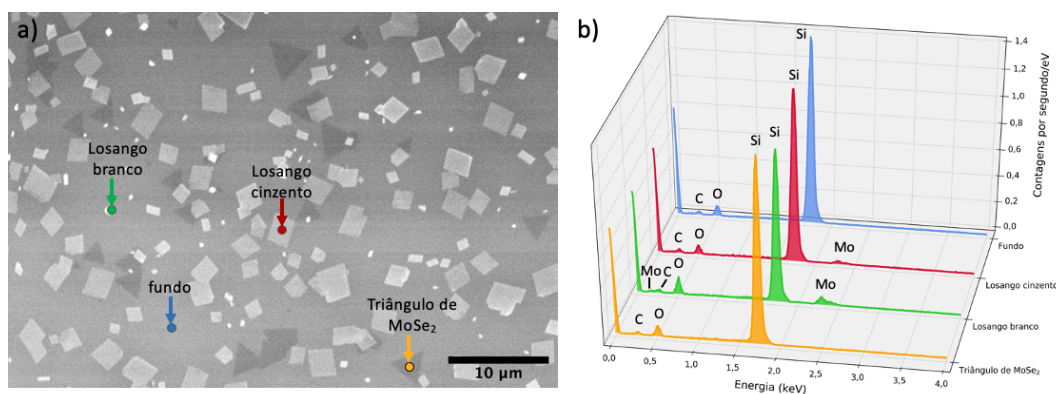 a)
Losango
branco
Losango
cinzento
fundo
Triângulo de
MoSe₂
10 µm
b)
Si
Si
Si
Si
C
O
C
O
Mo
Mo
C
O
Mo
C
O
1,4
1,2
1,0
0,8
0,6
0,4
0,2
0,0
Contagens por segundo/eV
Fundo
Losango cinzento
Losango branco
Triângulo de MoSe₂
0,0
0,5
1,0
1,5
2,0
2,5
3,0
3,5
4,0
Energia (keV)